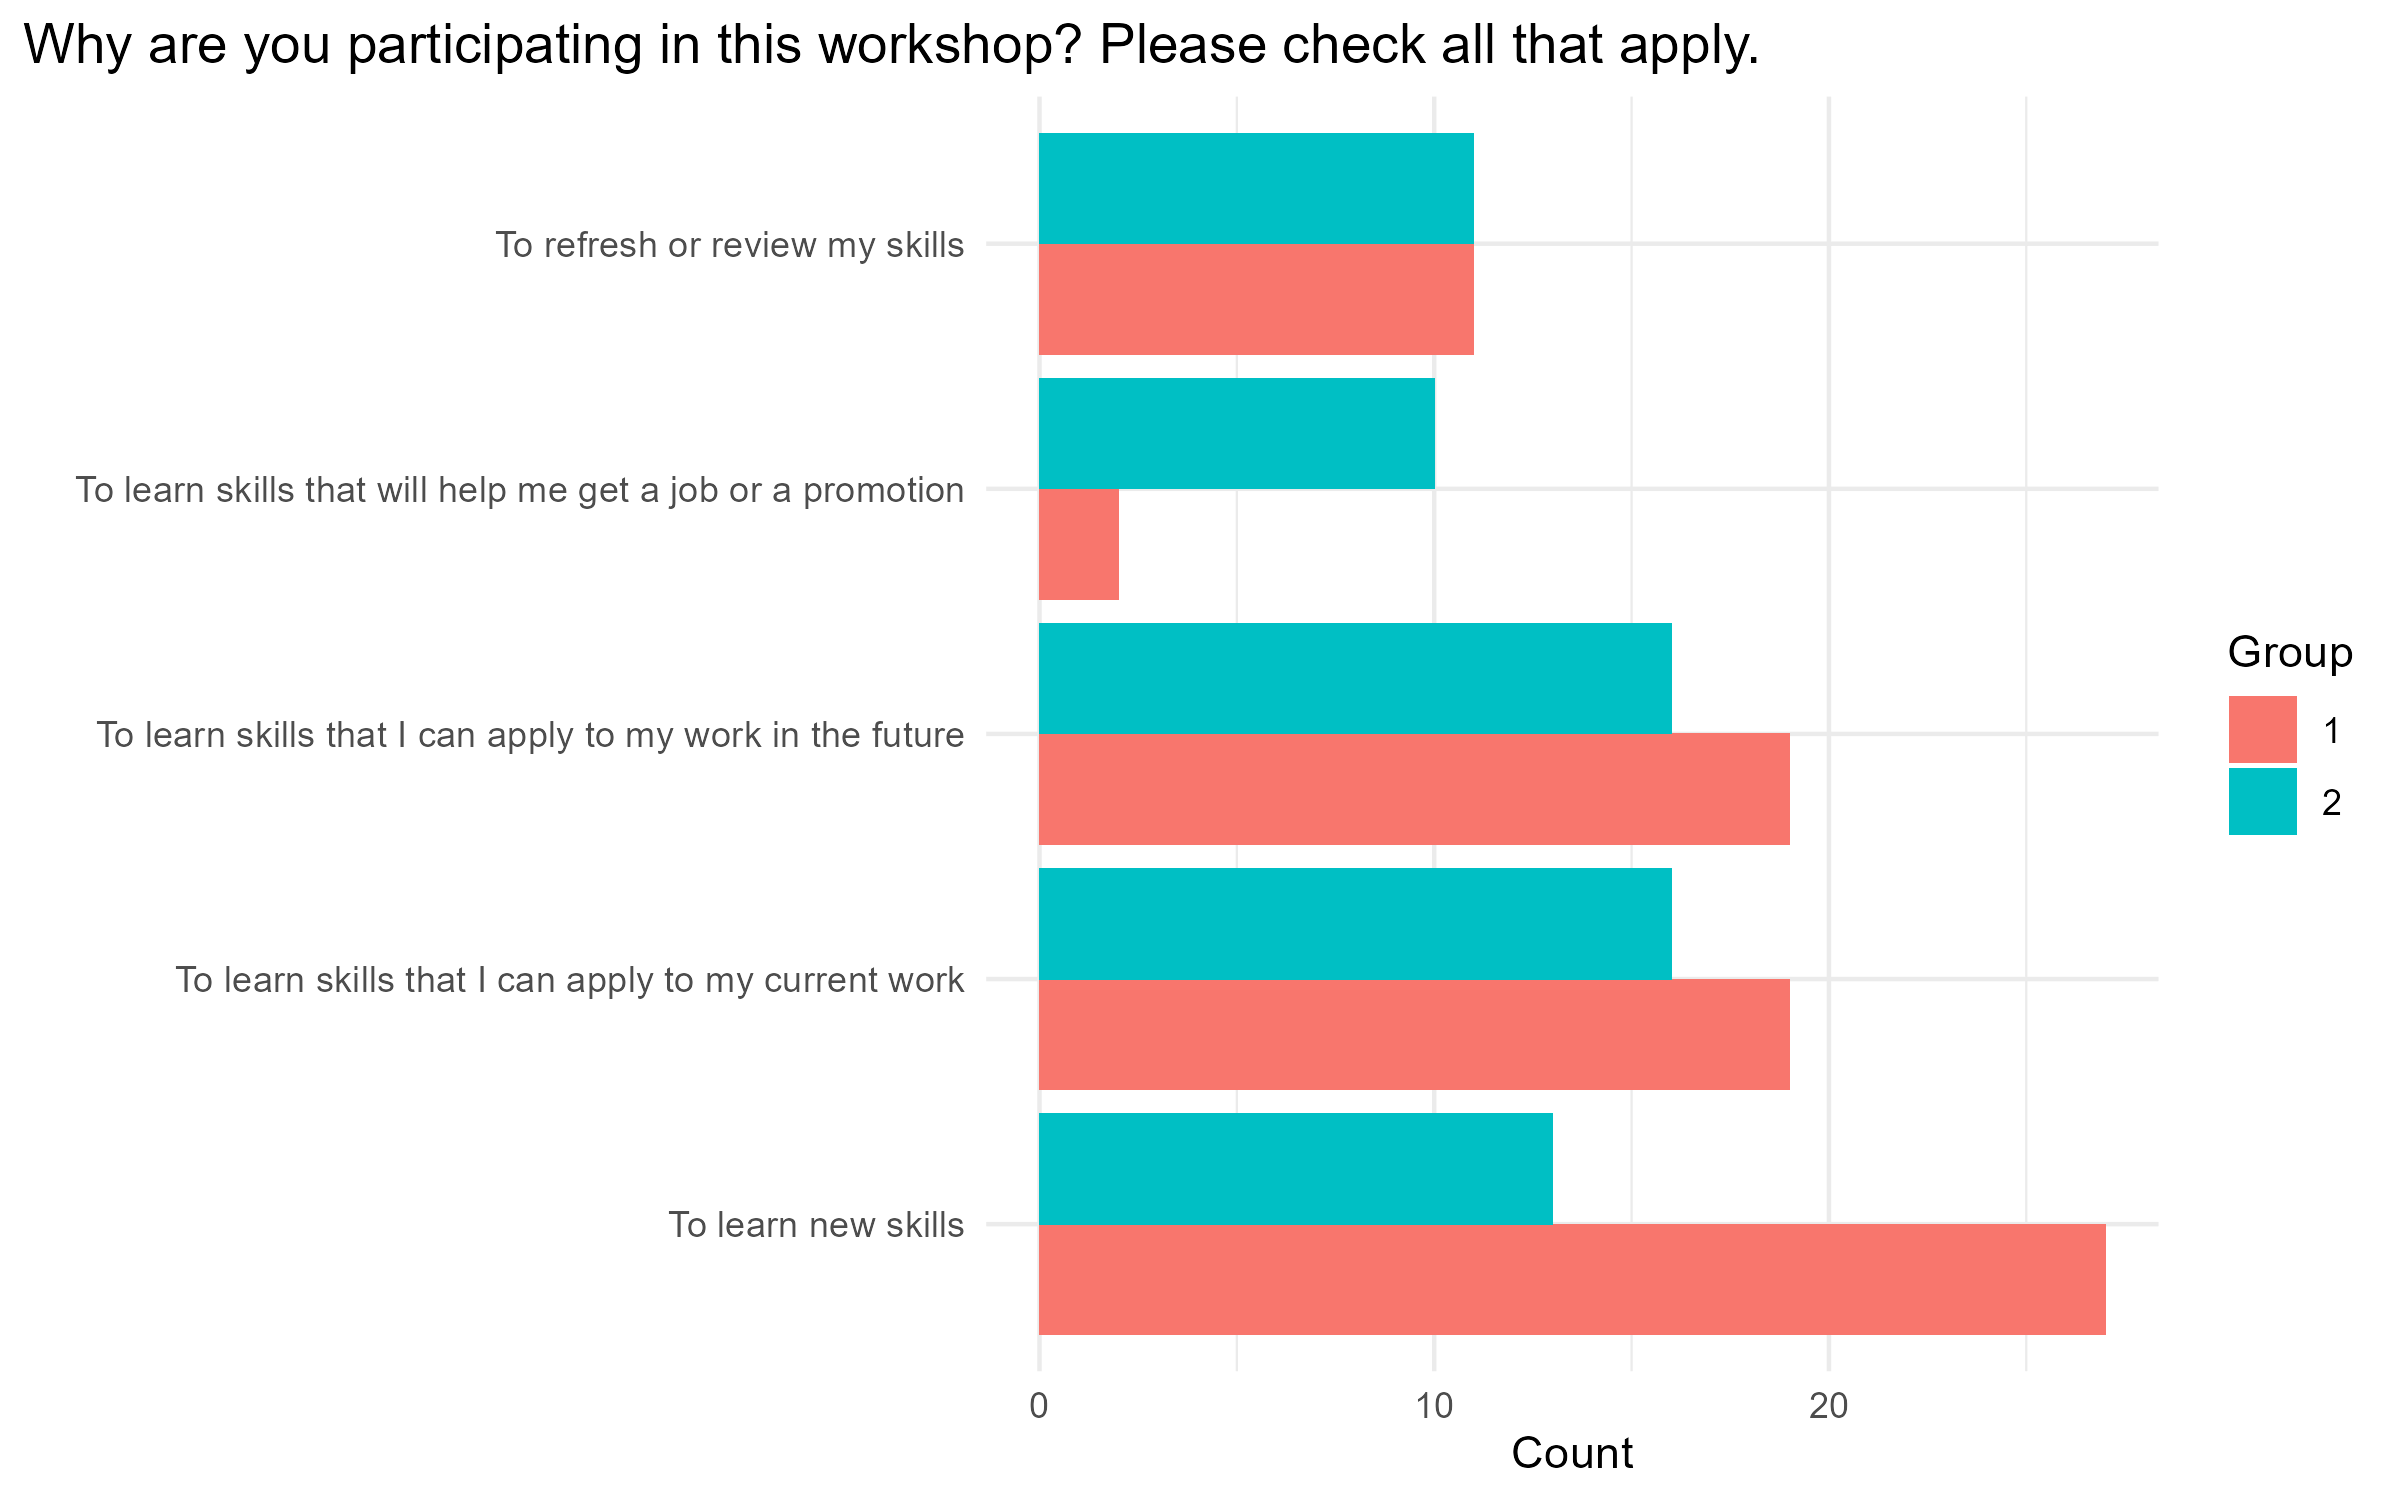 Why are you participating in this workshop? Please check all that apply.
To refresh or review my skills
To learn skills that will help me get a job or a promotion
To learn skills that I can apply to my work in the future
To learn skills that I can apply to my current work
To learn new skills
0
10
20
Count
Group
1
2